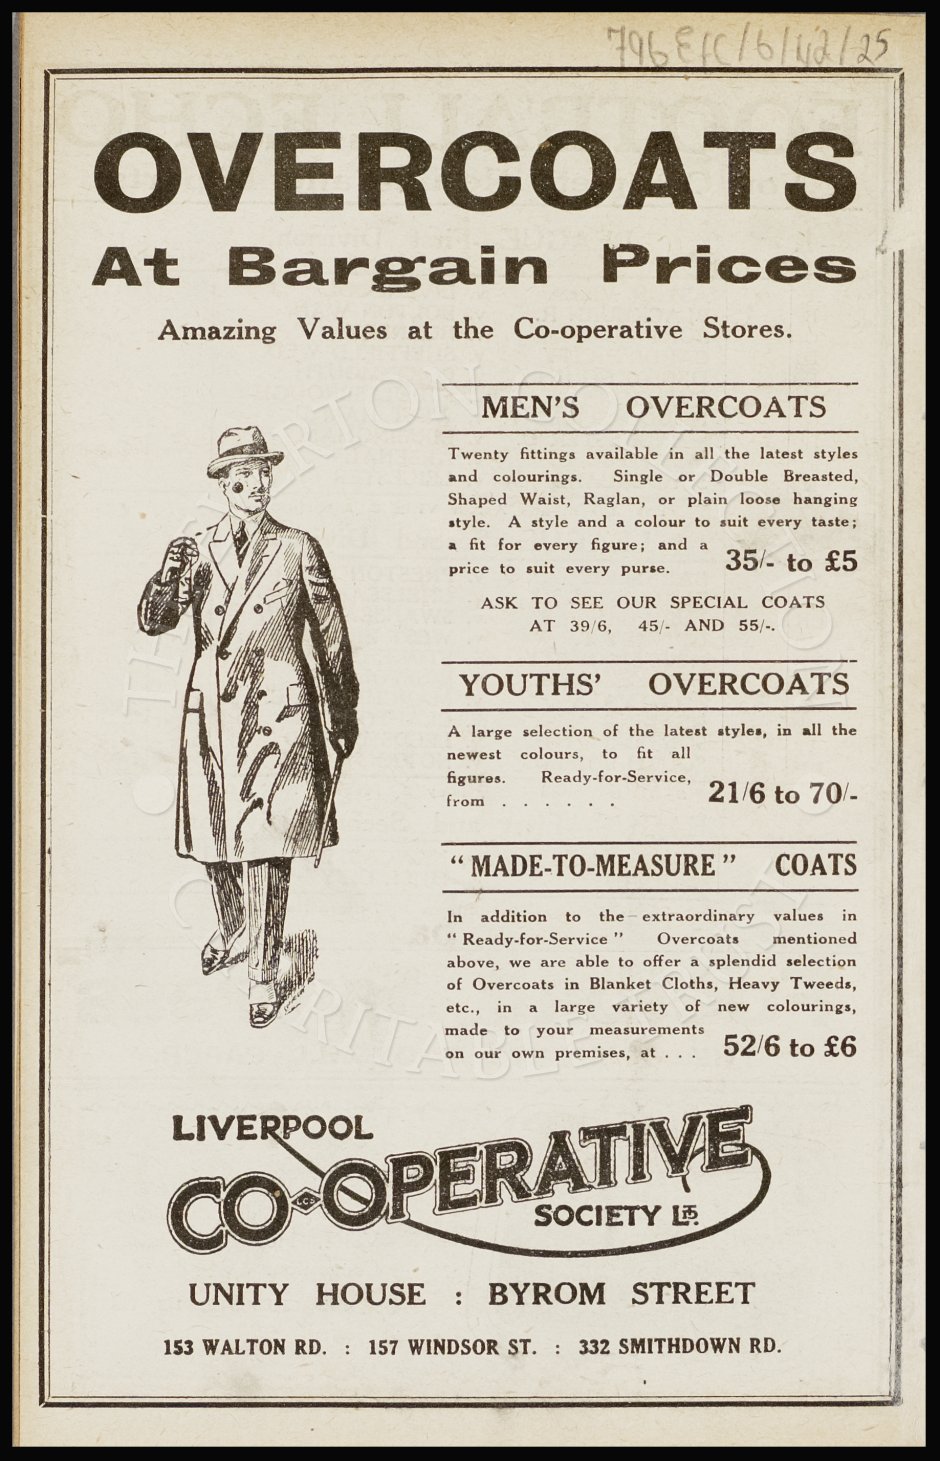 796 EFC/6/42/25
OVERCOATS
At Bargain Prices
Amazing Values at the Co-operative Stores.
MEN'S OVERCOATS
Twenty fittings available in all the latest styles
and colourings. Single or Double Breasted,
Shaped Waist, Raglan, or plain loose hanging
style. A style and a colour to suit every taste;
a fit for every figure; and a
price to suit every purse. 35/- to £5
ASK TO SEE OUR SPECIAL COATS
AT 39/6, 45/- AND 55/-.
YOUTHS' OVERCOATS
A large selection of the latest styles, in all the
newest colours, to fit all
figures. Ready-for-Service,
from . . . . . . 21/6 to 70/-
"MADE-TO-MEASURE" COATS
In addition to the extraordinary values in
"Ready-for-Service" Overcoats mentioned
above, we are able to offer a splendid selection
of Overcoats in Blanket Cloths, Heavy Tweeds,
etc., in a large variety of new colourings,
made to your measurements
on our own premises, at . . . 52/6 to £6
LIVERPOOL
CO-OPERATIVE
LCS
SOCIETY LTD.
UNITY HOUSE : BYROM STREET
153 WALTON RD. : 157 WINDSOR ST. : 332 SMITHDOWN RD.
THE EVERTON COLLECTION
CHARITABLE TRUST